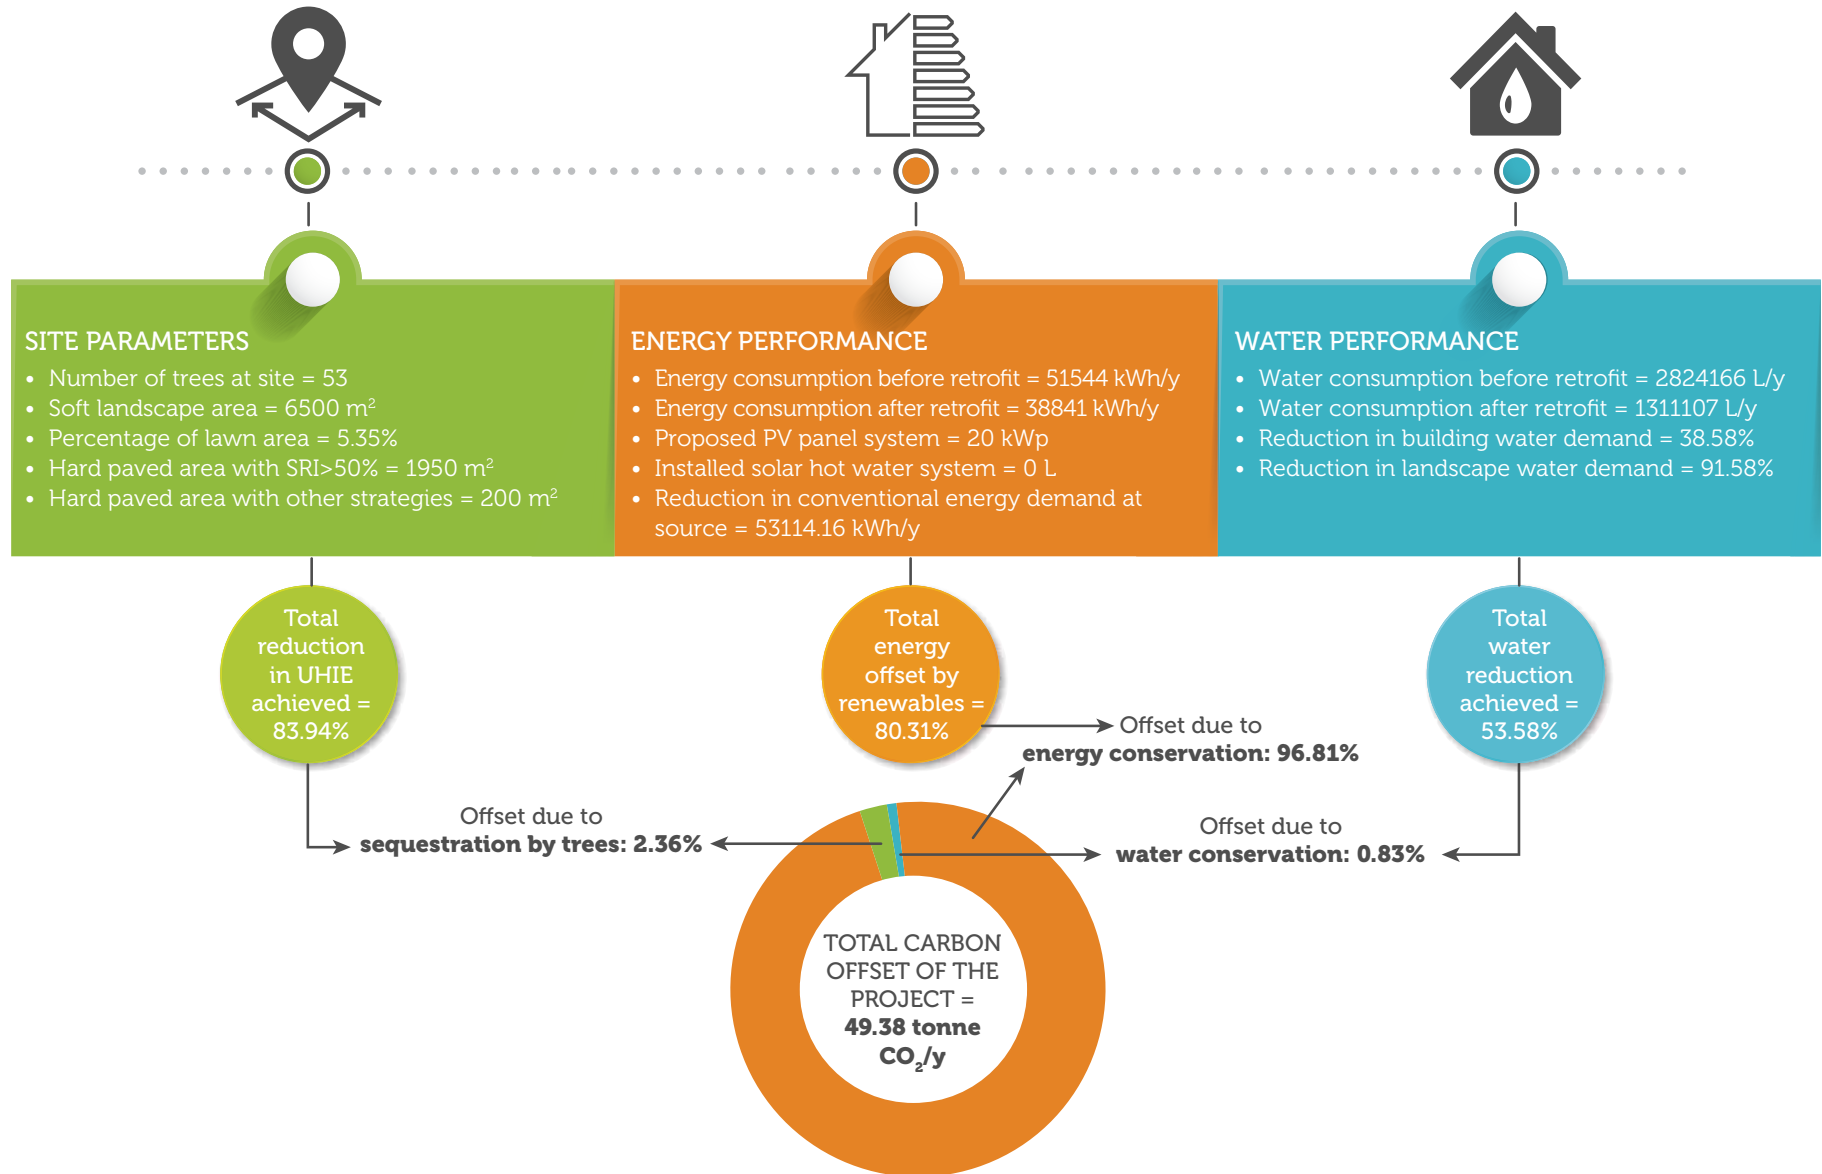 SITE PARAMETERS
• Number of trees at site = 53
• Soft landscape area = 6500 m²
• Percentage of lawn area = 5.35%
• Hard paved area with SRI>50% = 1950 m²
• Hard paved area with other strategies = 200 m²
ENERGY PERFORMANCE
• Energy consumption before retrofit = 51544 kWh/y
• Energy consumption after retrofit = 38841 kWh/y
• Proposed PV panel system = 20 kWp
• Installed solar hot water system = 0 L
• Reduction in conventional energy demand at
source = 53114.16 kWh/y
WATER PERFORMANCE
• Water consumption before retrofit = 2824166 L/y
• Water consumption after retrofit = 1311107 L/y
• Reduction in building water demand = 38.58%
• Reduction in landscape water demand = 91.58%
Total
reduction
in UHIE
achieved =
83.94%
Total
energy
offset by
renewables =
80.31%
Total
water
reduction
achieved =
53.58%
Offset due to
energy conservation: 96.81%
Offset due to
sequestration by trees: 2.36%
Offset due to
water conservation: 0.83%
TOTAL CARBON
OFFSET OF THE
PROJECT =
49.38 tonne
CO₂/y